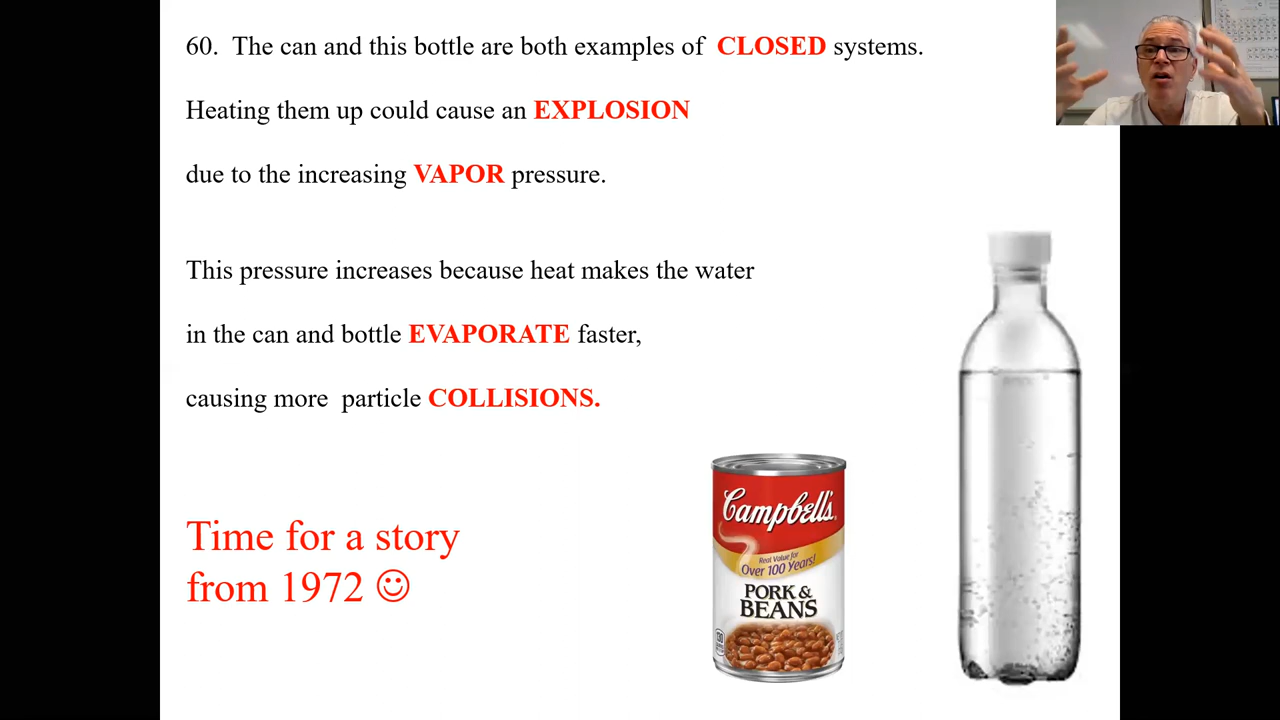 60. The can and this bottle are both examples of CLOSED systems.
Heating them up could cause an EXPLOSION
due to the increasing VAPOR pressure.
This pressure increases because heat makes the water
in the can and bottle EVAPORATE faster,
causing more particle COLLISIONS.
Time for a story
from 1972 ☺
Campbell's
Real Value for
Over 100 Years!
PORK &
BEANS